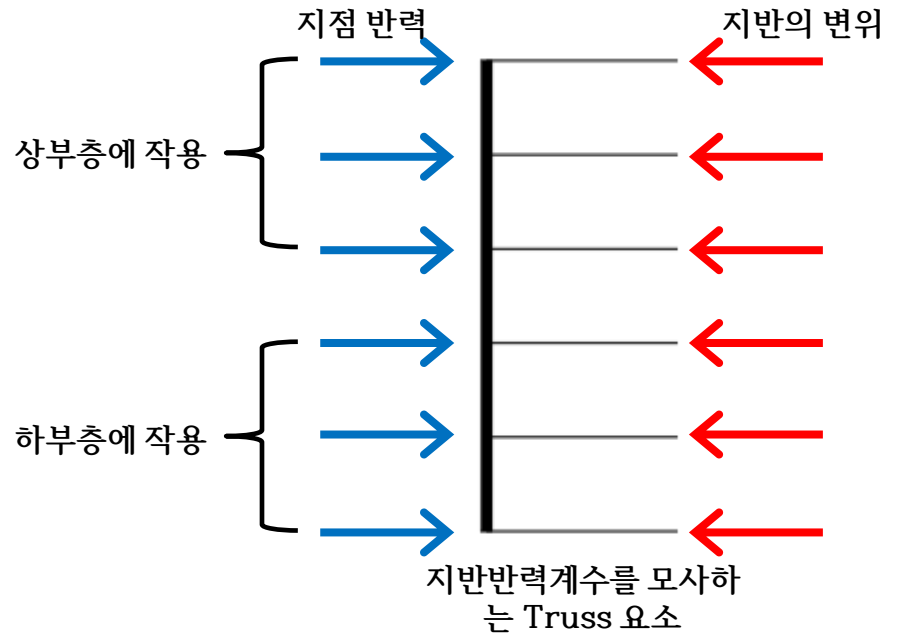 지점 반력
지반의 변위
상부층에 작용
하부층에 작용
지반반력계수를 모사하
는 Truss 요소